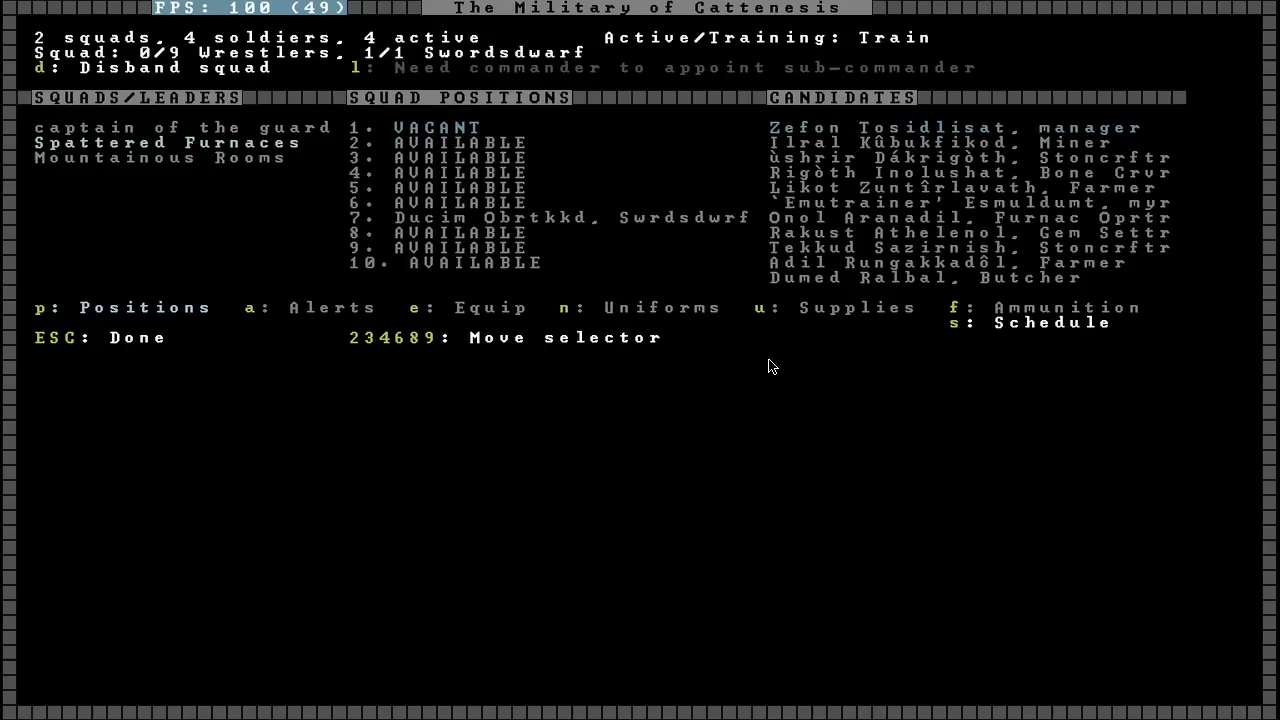 FPS: 100 (49) The Military of Cattenesis
2 squads, 4 soldiers, 4 active Active/Training: Train
Squad: 0/9 Wrestlers, 1/1 Swordsdwarf
d: Disband squad l: Need commander to appoint sub-commander
SQUADS/LEADERS SQUAD POSITIONS CANDIDATES
captain of the guard 1. VACANT Zefon Tosidlisat, manager
Spattered Furnaces 2. AVAILABLE Ilral Kûbukfikod, Miner
Mountainous Rooms 3. AVAILABLE ùshrir Dákrigòth, Stoncrftr
4. AVAILABLE Rigòth Inolushat, Bone Crvr
5. AVAILABLE Likot Zuntîrlavath, Farmer
6. AVAILABLE `Emutrainer' Esmuldumt, myr
7. Ducim Obrtkkd, Swrdsdwrf Onol Aranadil, Furnac Oprtr
8. AVAILABLE Rakust Athelenol, Gem Settr
9. AVAILABLE Tekkud Sazirnish, Stoncrftr
10. AVAILABLE Adil Rungakkadôl, Farmer
Dumed Ralbal, Butcher
p: Positions a: Alerts e: Equip n: Uniforms u: Supplies f: Ammunition
s: Schedule
ESC: Done 234689: Move selector